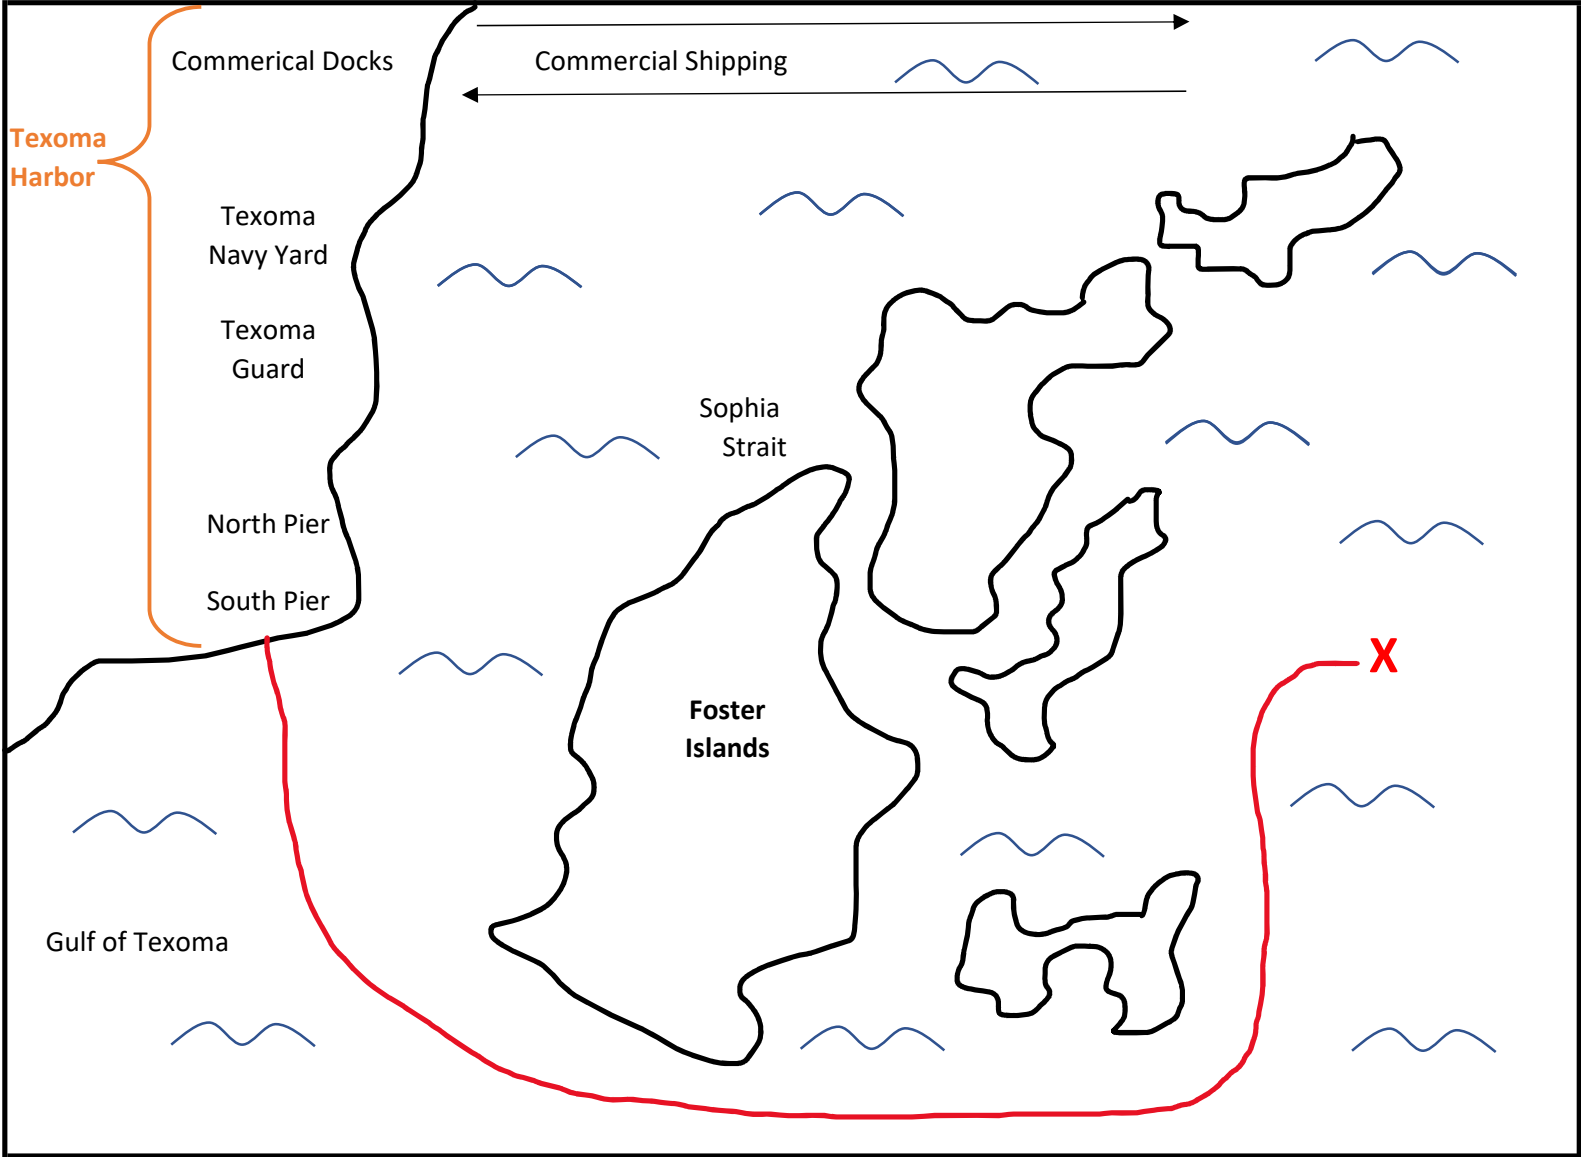 Commerical Docks
Commercial Shipping
Texoma
Harbor
Texoma
Navy Yard
Texoma
Guard
Sophia
Strait
North Pier
South Pier
X
Foster
Islands
Gulf of Texoma